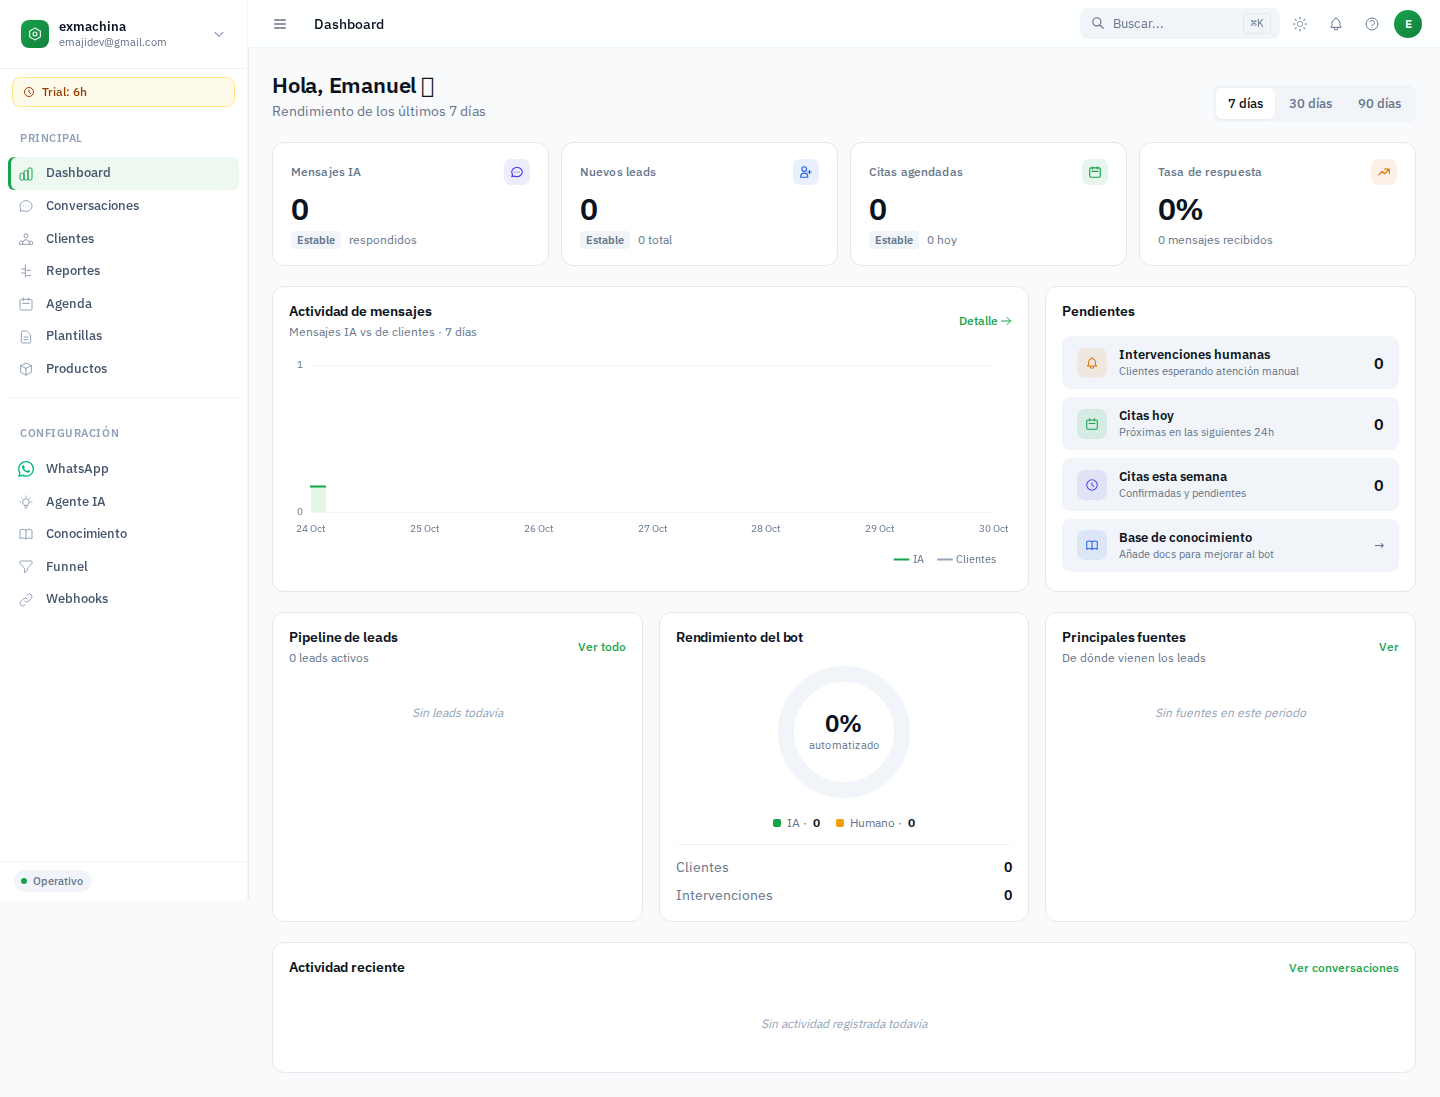 exmachina
emajidev@gmail.com
Trial: 6h
PRINCIPAL
Dashboard
Conversaciones
Clientes
Reportes
Agenda
Plantillas
Productos
CONFIGURACIÓN
WhatsApp
Agente IA
Conocimiento
Funnel
Webhooks
Operativo
Dashboard
Buscar...
⌘K
E
Hola, Emanuel
Rendimiento de los últimos 7 días
7 días
30 días
90 días
Mensajes IA
0
Estable respondidos
Nuevos leads
0
Estable 0 total
Citas agendadas
0
Estable 0 hoy
Tasa de respuesta
0%
0 mensajes recibidos
Actividad de mensajes
Mensajes IA vs de clientes · 7 días
Detalle →
1
0
24 Oct
25 Oct
26 Oct
27 Oct
28 Oct
29 Oct
30 Oct
IA
Clientes
Pendientes
Intervenciones humanas
Clientes esperando atención manual
0
Citas hoy
Próximas en las siguientes 24h
0
Citas esta semana
Confirmadas y pendientes
0
Base de conocimiento
Añade docs para mejorar al bot
→
Pipeline de leads
0 leads activos
Ver todo
Sin leads todavía
Rendimiento del bot
0%
automatizado
IA · 0
Humano · 0
Clientes 0
Intervenciones 0
Principales fuentes
De dónde vienen los leads
Ver
Sin fuentes en este periodo
Actividad reciente
Ver conversaciones
Sin actividad registrada todavía